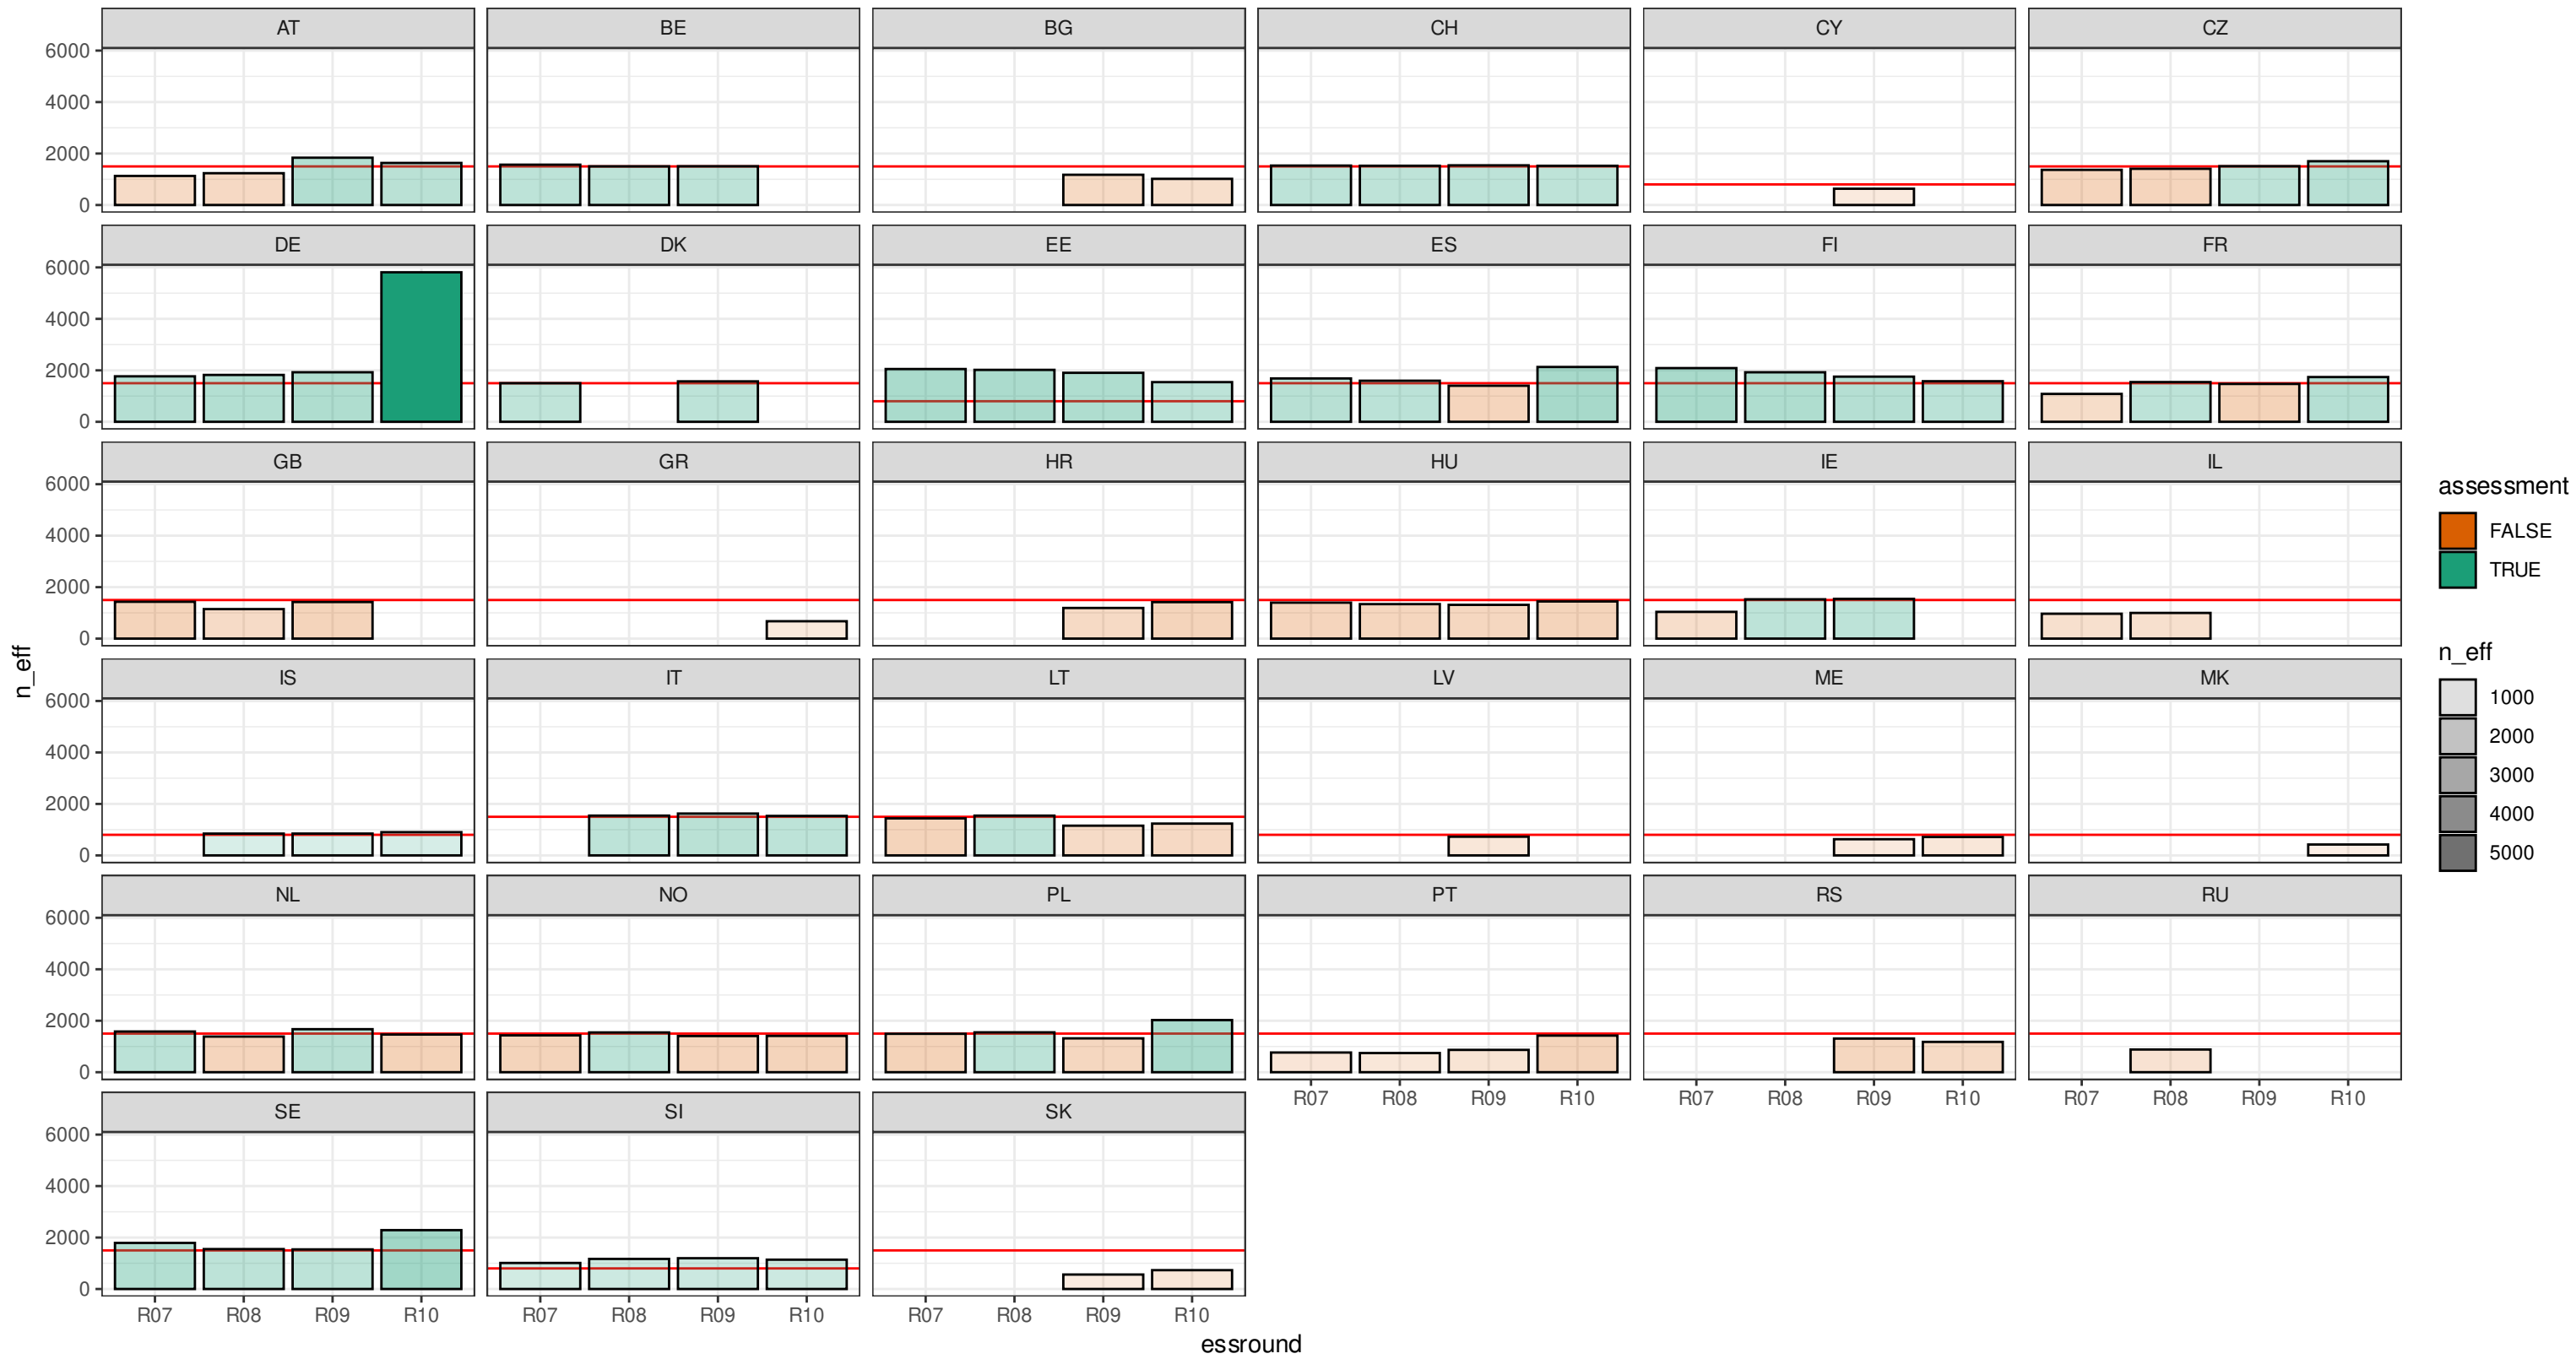 AT BE BG CH CY CZ
6000
4000
2000
0
DE DK EE ES FI FR
6000
4000
2000
0
GB GR HR HU IE IL
6000
4000
2000
0
IS IT LT LV ME MK
6000
4000
2000
0
NL NO PL PT RS RU
6000
4000
2000
0
R07 R08 R09 R10 R07 R08 R09 R10 R07 R08 R09 R10
SE SI SK
6000
4000
2000
0
R07 R08 R09 R10 R07 R08 R09 R10 R07 R08 R09 R10
essround
n_eff
assessment
FALSE
TRUE
n_eff
1000
2000
3000
4000
5000